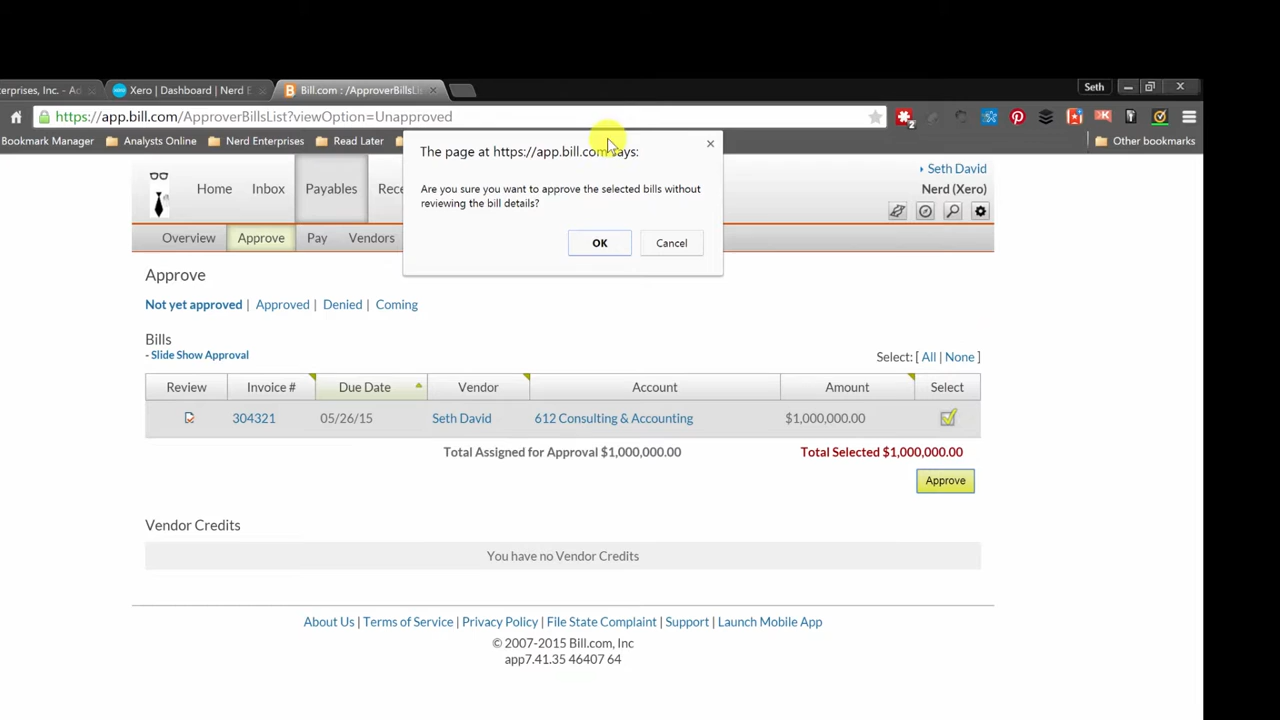 erprises, Inc. - Ad
Xero | Dashboard | Nerd E
Bill.com : /ApproverBillsLi
Seth
https://app.bill.com/ApproverBillsList?viewOption=Unapproved
Bookmark Manager
Analysts Online
Nerd Enterprises
Read Later
Other bookmarks
The page at https://app.bill.com says:
Are you sure you want to approve the selected bills without
reviewing the bill details?
OK
Cancel
Seth David
Nerd (Xero)
Home
Inbox
Payables
Rece
Overview
Approve
Pay
Vendors
Approve
Not yet approved | Approved | Denied | Coming
Bills
- Slide Show Approval
Select: [ All | None ]
Review Invoice # Due Date Vendor Account Amount Select
304321 05/26/15 Seth David 612 Consulting & Accounting $1,000,000.00
Total Assigned for Approval $1,000,000.00 Total Selected $1,000,000.00
Approve
Vendor Credits
You have no Vendor Credits
About Us | Terms of Service | Privacy Policy | File State Complaint | Support | Launch Mobile App
© 2007-2015 Bill.com, Inc
app7.41.35 46407 64